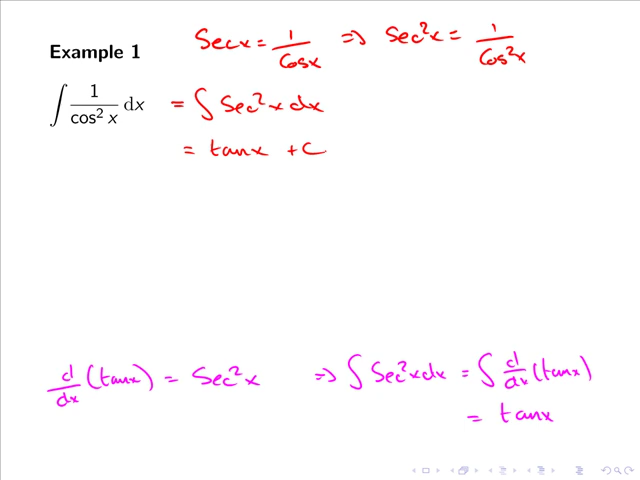 Secx = 1/Cosx ⇒ Sec²x = 1/Cos²x
Example 1
∫ 1/cos² x dx = ∫ Sec²x dx
= tanx + C
d/dx (tanx) = Sec²x ⇒ ∫ Sec²x dx = ∫ d/dx (tanx)
= tanx